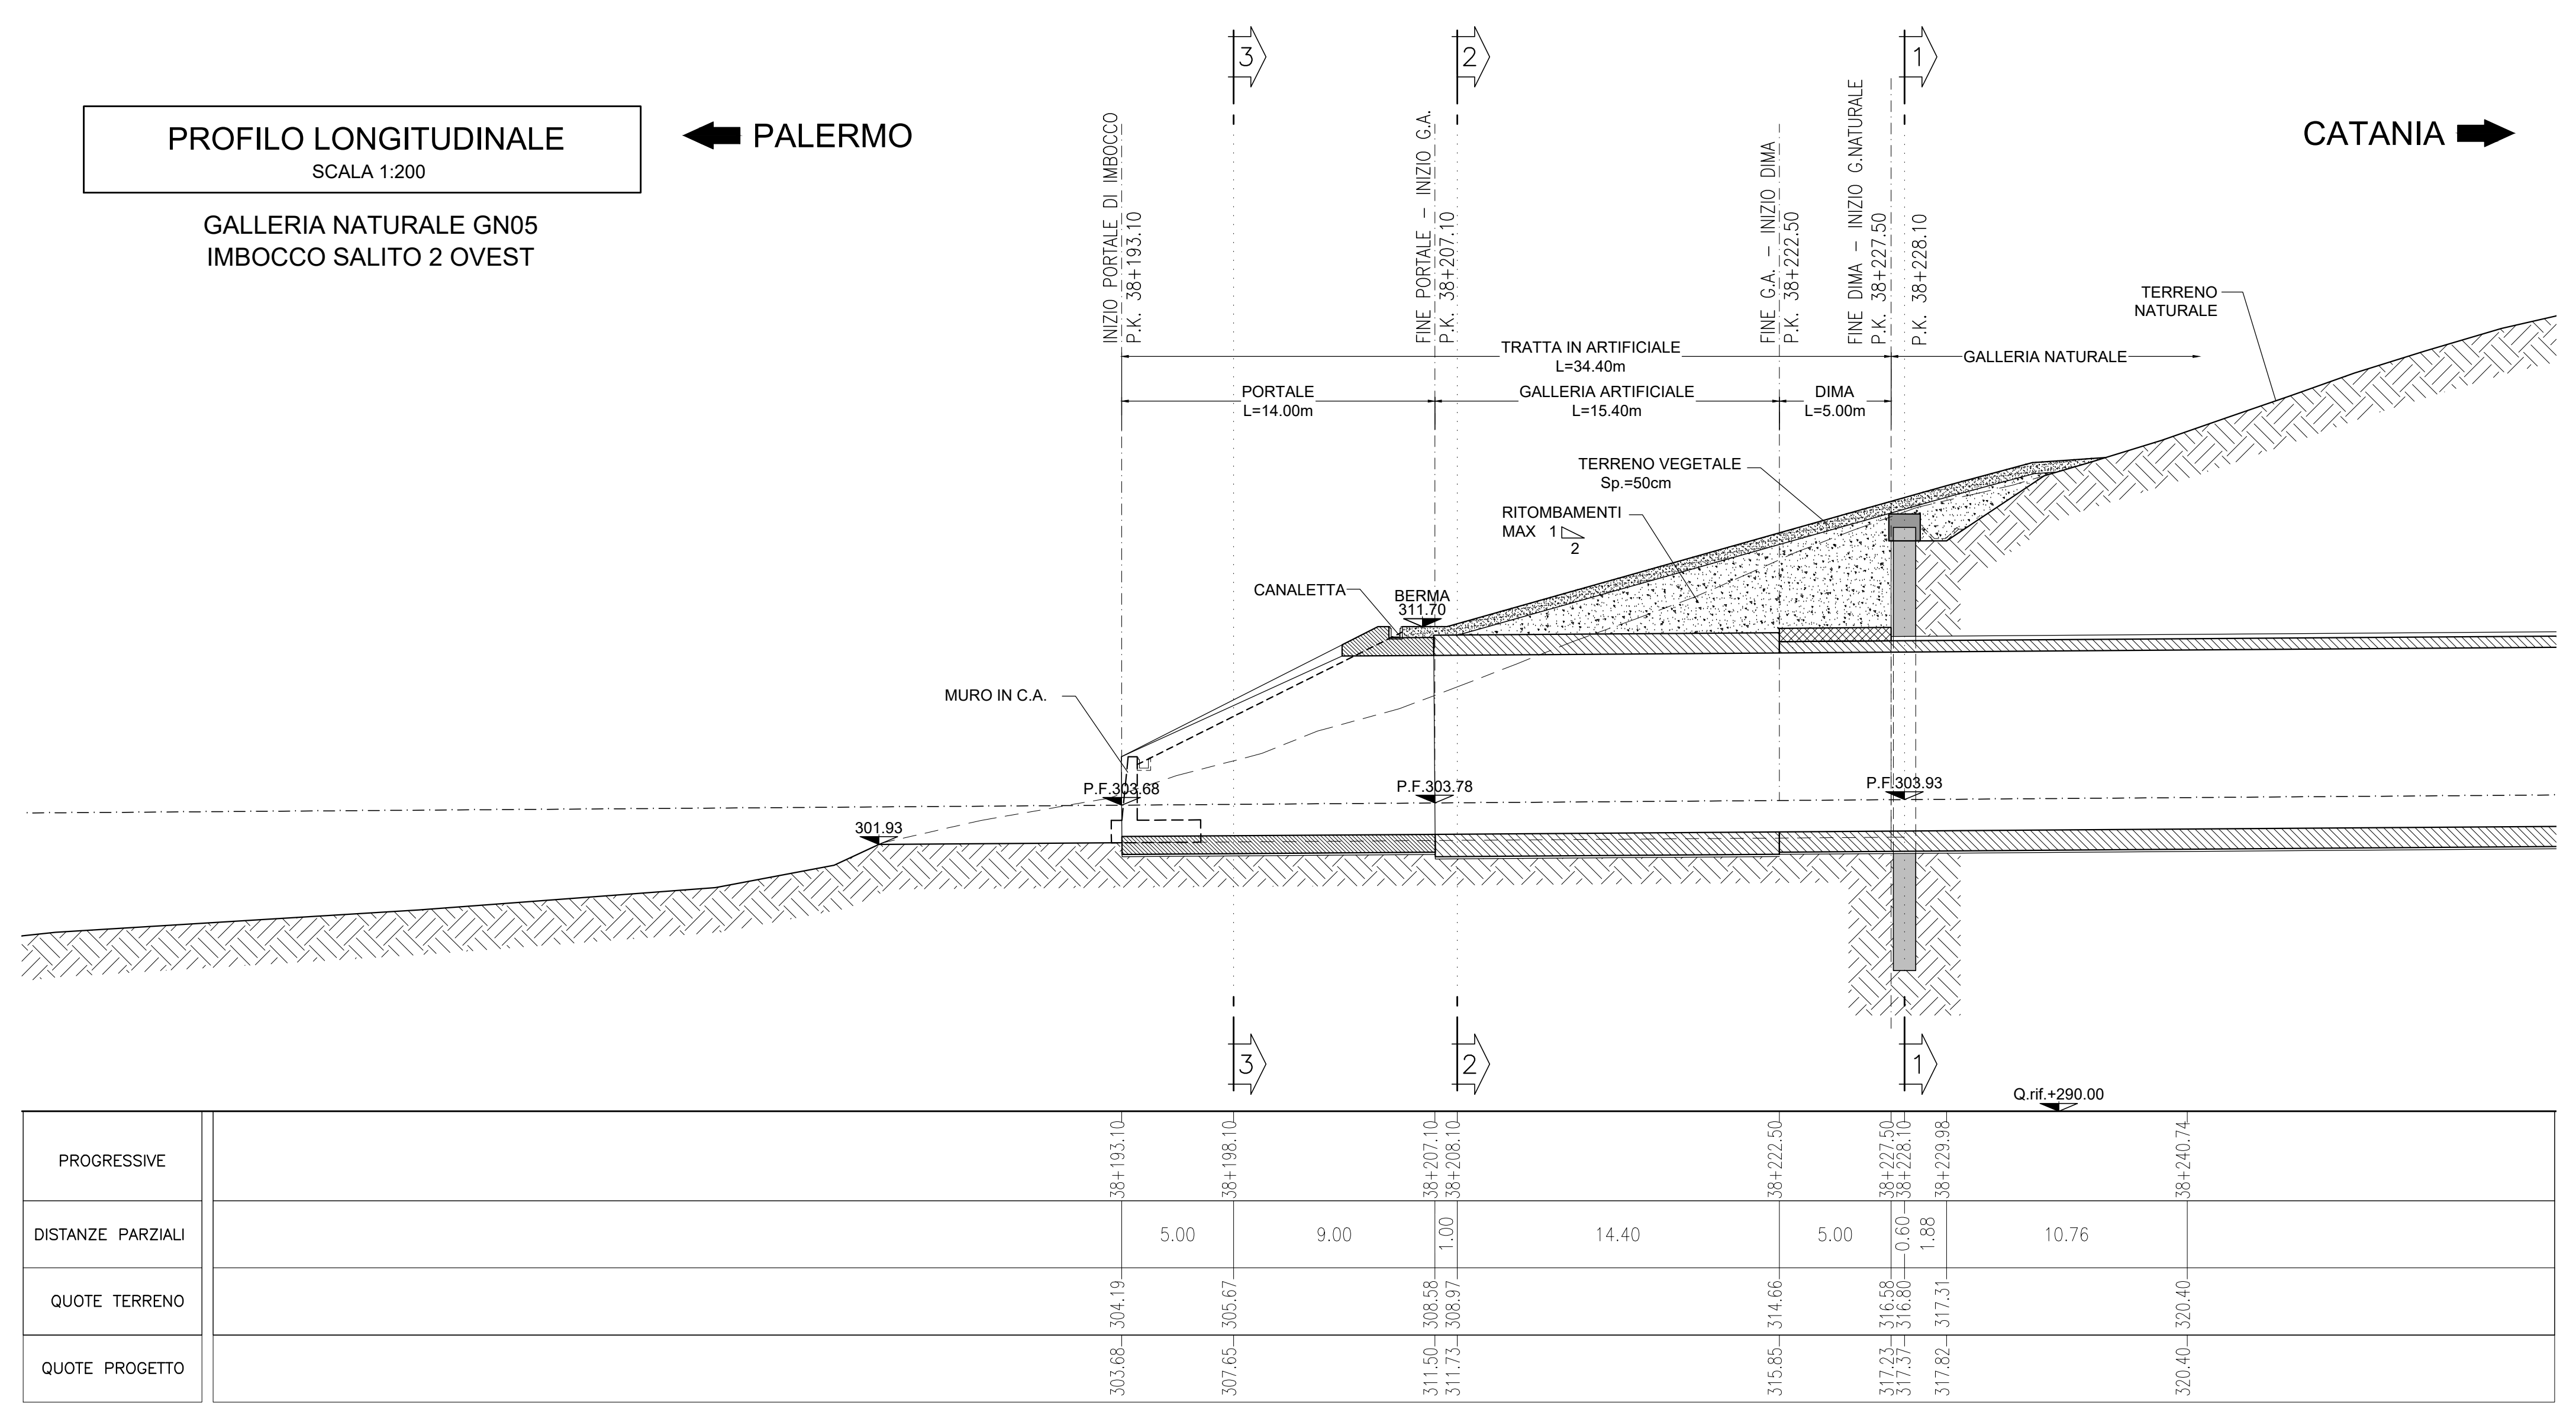 3
2
1
PROFILO LONGITUDINALE
SCALA 1:200
PALERMO
CATANIA
GALLERIA NATURALE GN05
IMBOCCO SALITO 2 OVEST
INIZIO PORTALE DI IMBOCCO
P.K. 38+193.10
FINE PORTALE - INIZIO G.A.
P.K. 38+207.10
FINE G.A. - INIZIO DIMA
P.K. 38+222.50
FINE DIMA - INIZIO G.NATURALE
P.K. 38+227.50
P.K. 38+228.10
TERRENO
NATURALE
TRATTA IN ARTIFICIALE
L=34.40m
GALLERIA NATURALE
PORTALE
L=14.00m
GALLERIA ARTIFICIALE
L=15.40m
DIMA
L=5.00m
TERRENO VEGETALE
Sp.=50cm
RITOMBAMENTI
MAX 1
2
CANALETTA
BERMA
311.70
MURO IN C.A.
P.F.303.68
P.F.303.78
P.F.303.93
301.93
3
2
1
Q.rif.+290.00
PROGRESSIVE
38+193.10
38+198.10
38+207.10
38+208.10
38+222.50
38+227.50
38+228.10
38+229.98
38+240.74
DISTANZE PARZIALI
5.00
9.00
1.00
14.40
5.00
0.60
1.88
10.76
QUOTE TERRENO
304.19
305.67
308.58
308.97
314.66
316.58
316.80
317.31
320.40
QUOTE PROGETTO
303.68
307.65
311.50
311.73
315.85
317.23
317.37
317.82
320.40